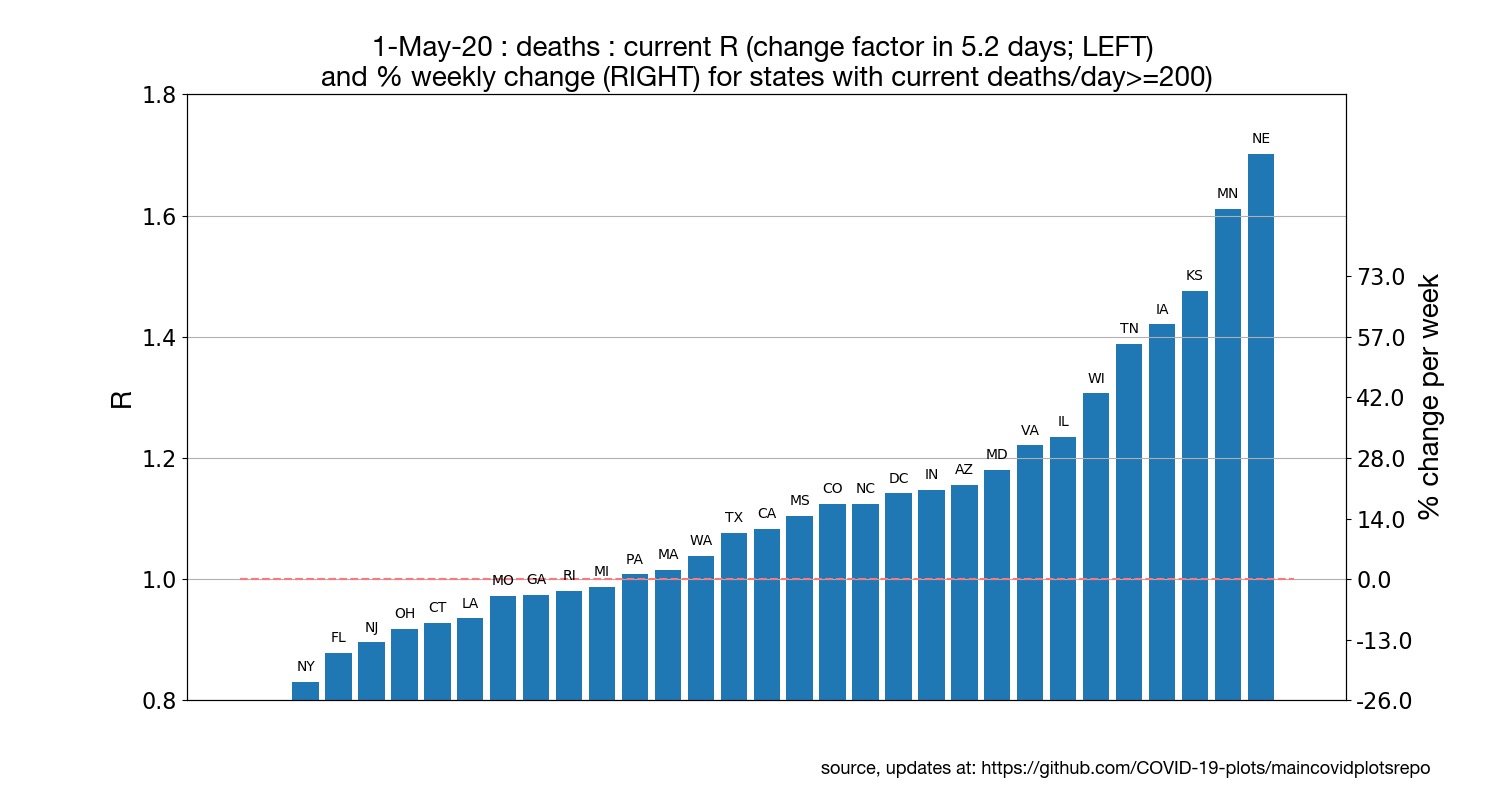 1-May-20 : deaths : current R (change factor in 5.2 days; LEFT)
and % weekly change (RIGHT) for states with current deaths/day>=200)
1.8
1.6
1.4
1.2
1.0
0.8
R
NY
FL
NJ
OH
CT
LA
MO
GA
RI
MI
PA
MA
WA
TX
CA
MS
CO
NC
DC
IN
AZ
MD
VA
IL
WI
TN
IA
KS
MN
NE
73.0
57.0
42.0
28.0
14.0
0.0
-13.0
-26.0
% change per week
source, updates at: https://github.com/COVID-19-plots/maincovidplotsrepo